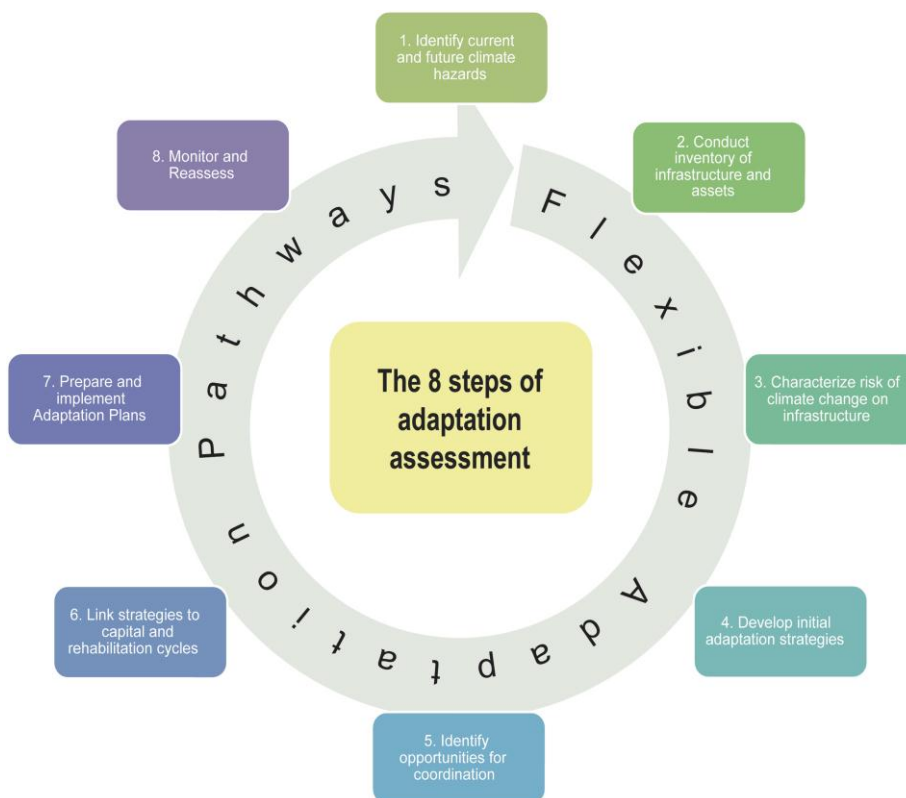 1. Identify current
and future climate
hazards
2. Conduct
inventory of
infrastructure and
assets
3. Characterize risk of
climate change on
infrastructure
4. Develop initial
adaptation strategies
5. Identify
opportunities for
coordination
6. Link strategies to
capital and
rehabilitation cycles
7. Prepare and
implement
Adaptation Plans
8. Monitor and
Reassess
Flexible Adaptation Pathways
The 8 steps of
adaptation
assessment